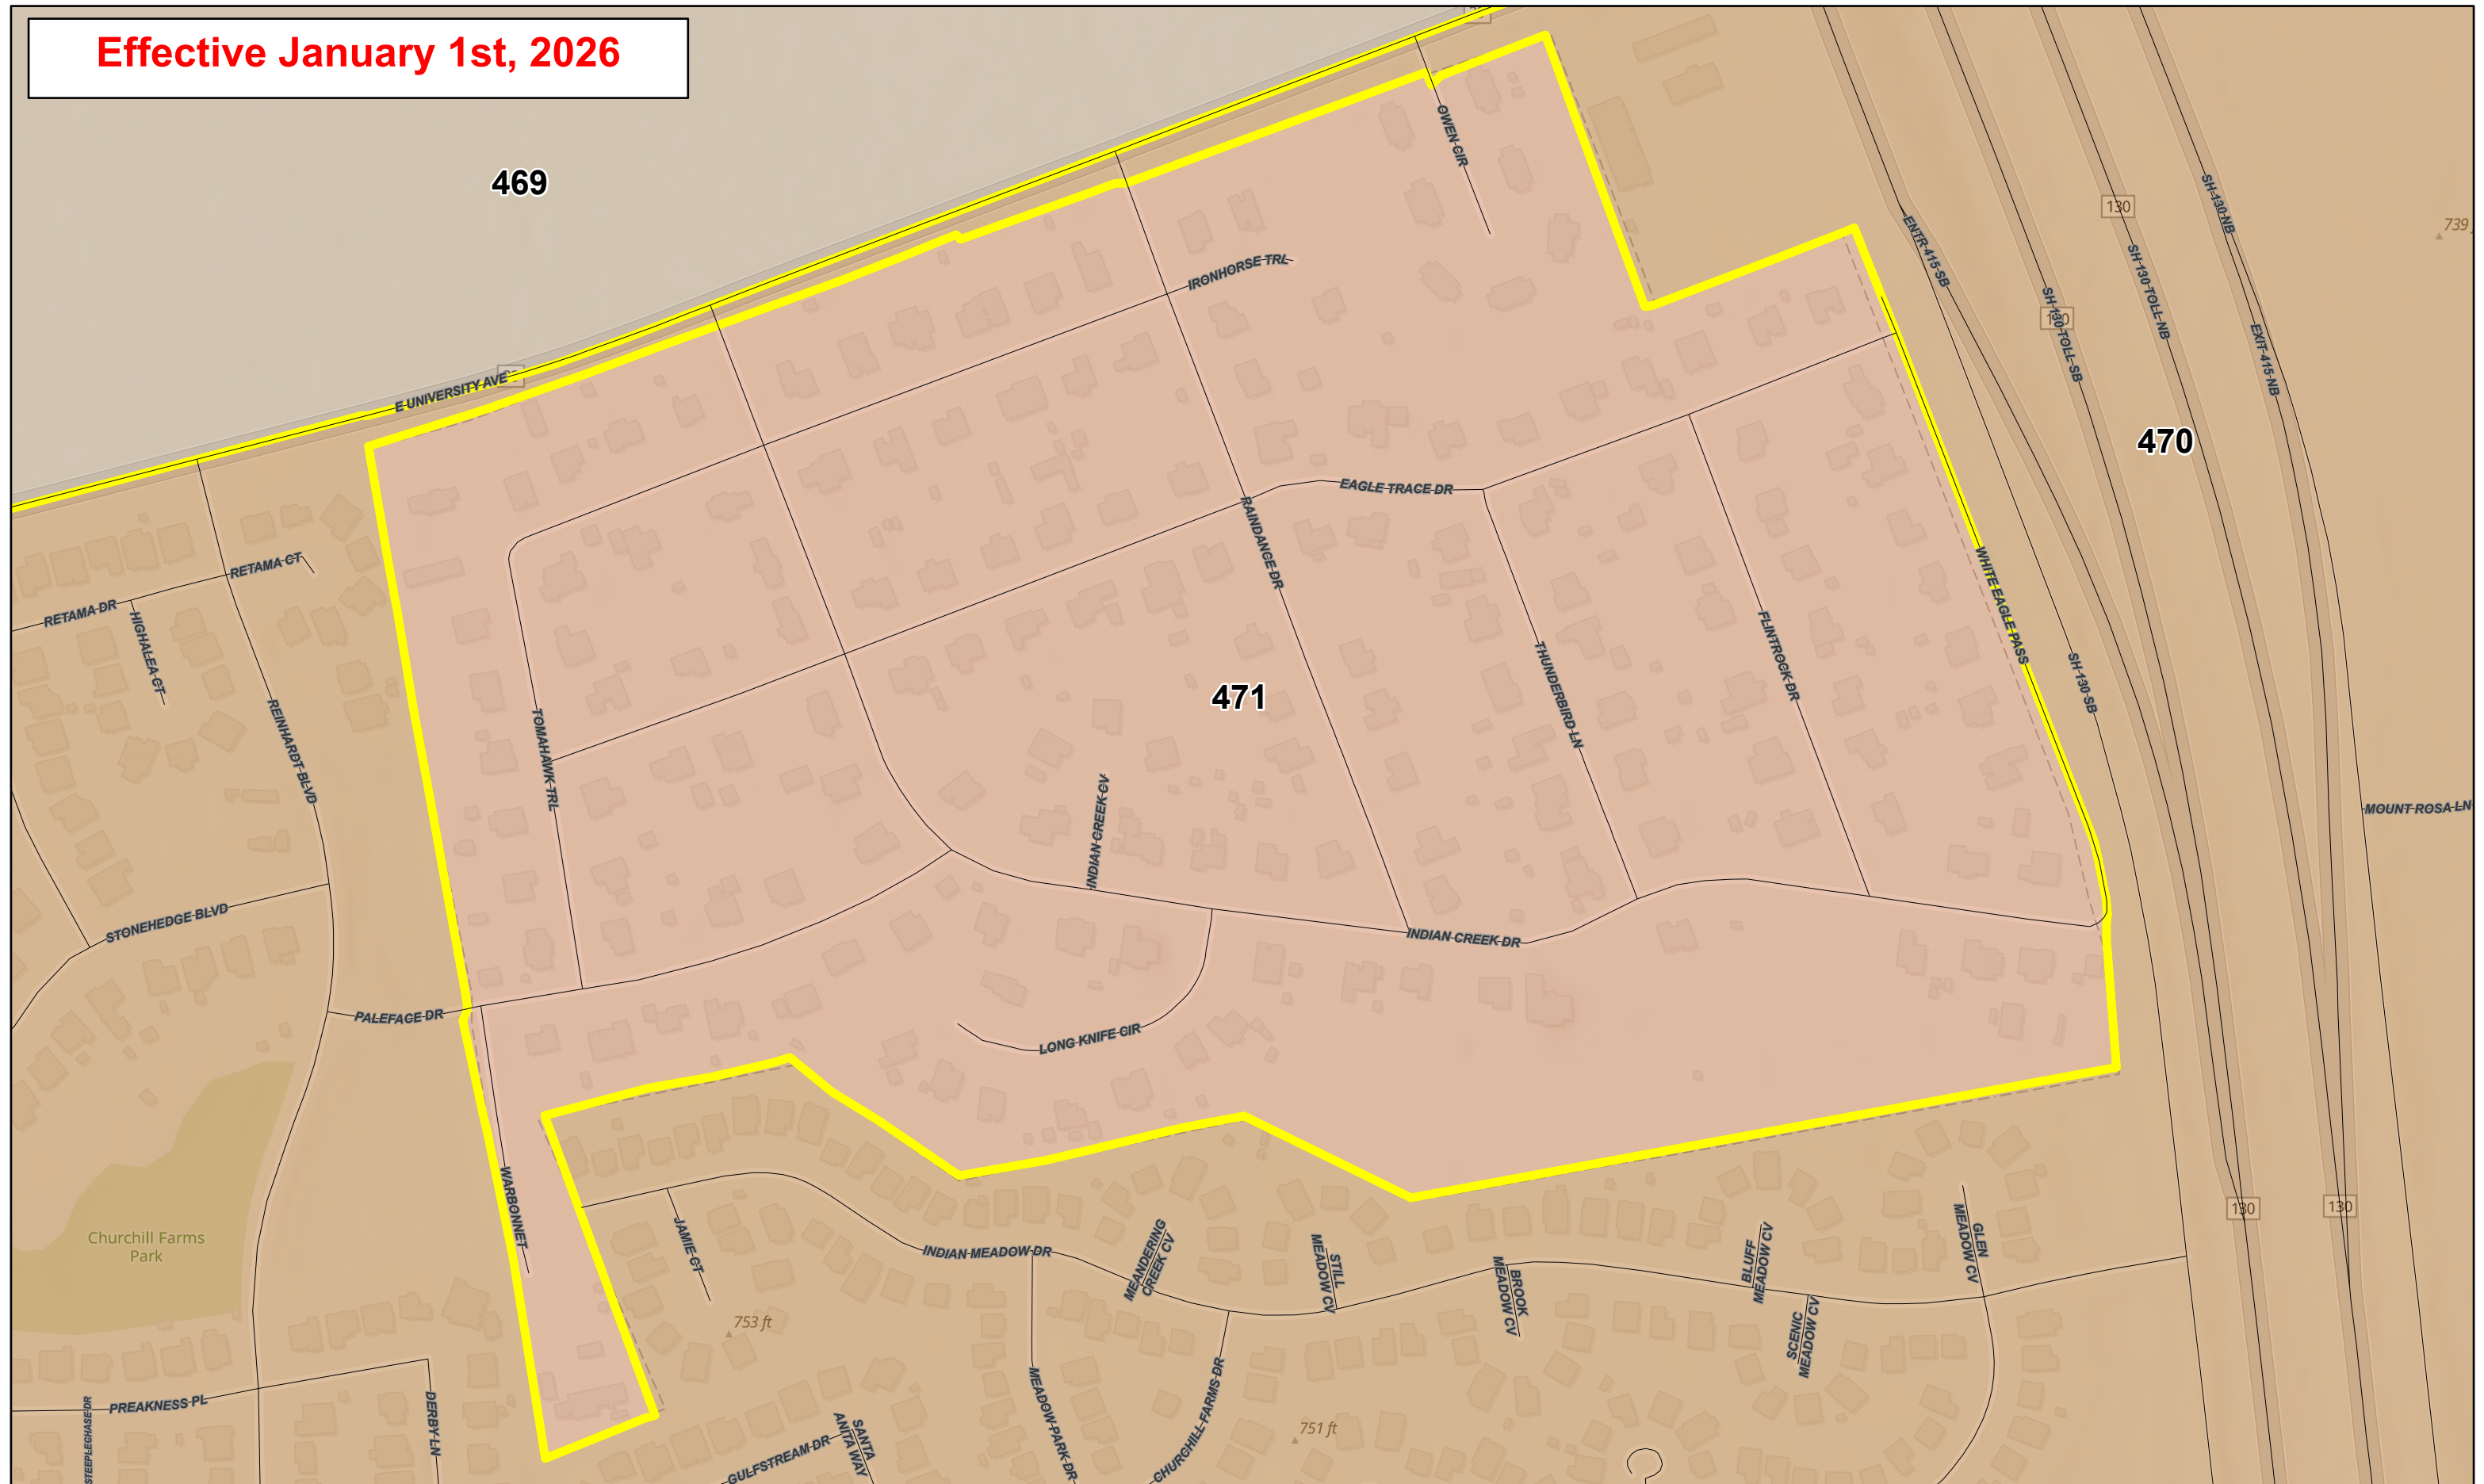 Effective January 1st, 2026
469
OWEN CIR
SH 130 NB
130
739
ENTR 415 SB
IRONHORSE TRL
SH 130 TOLL NB
SH 130 TOLL SB
130
EXIT 415 NB
E UNIVERSITY AVE
470
EAGLE TRACE DR
RAINDANCE DR
RETAMA CT
RETAMA DR
HIGHALEA CT
WHITE EAGLE PASS
FLINTROCK DR
THUNDERBIRD LN
SH 130 SB
471
REINHARDT BLVD
TOMAHAWK TRL
INDIAN CREEK CV
MOUNT ROSA LN
STONEHEDGE BLVD
INDIAN CREEK DR
PALEFACE DR
LONG KNIFE CIR
WARBONNET
Churchill Farms
Park
JAMIE CT
INDIAN MEADOW DR
MEANDERING
CREEK CV
STILL
MEADOW CV
BROOK
MEADOW CV
BLUFF
MEADOW CV
GLEN
MEADOW CV
130
130
SCENIC
MEADOW CV
753 ft
PREAKNESS PL
STEEPLECHASE DR
DERBY LN
MEADOW PARK DR
CHURCHILL FARMS DR
751 ft
GULFSTREAM DR
SANTA
ANITA WAY